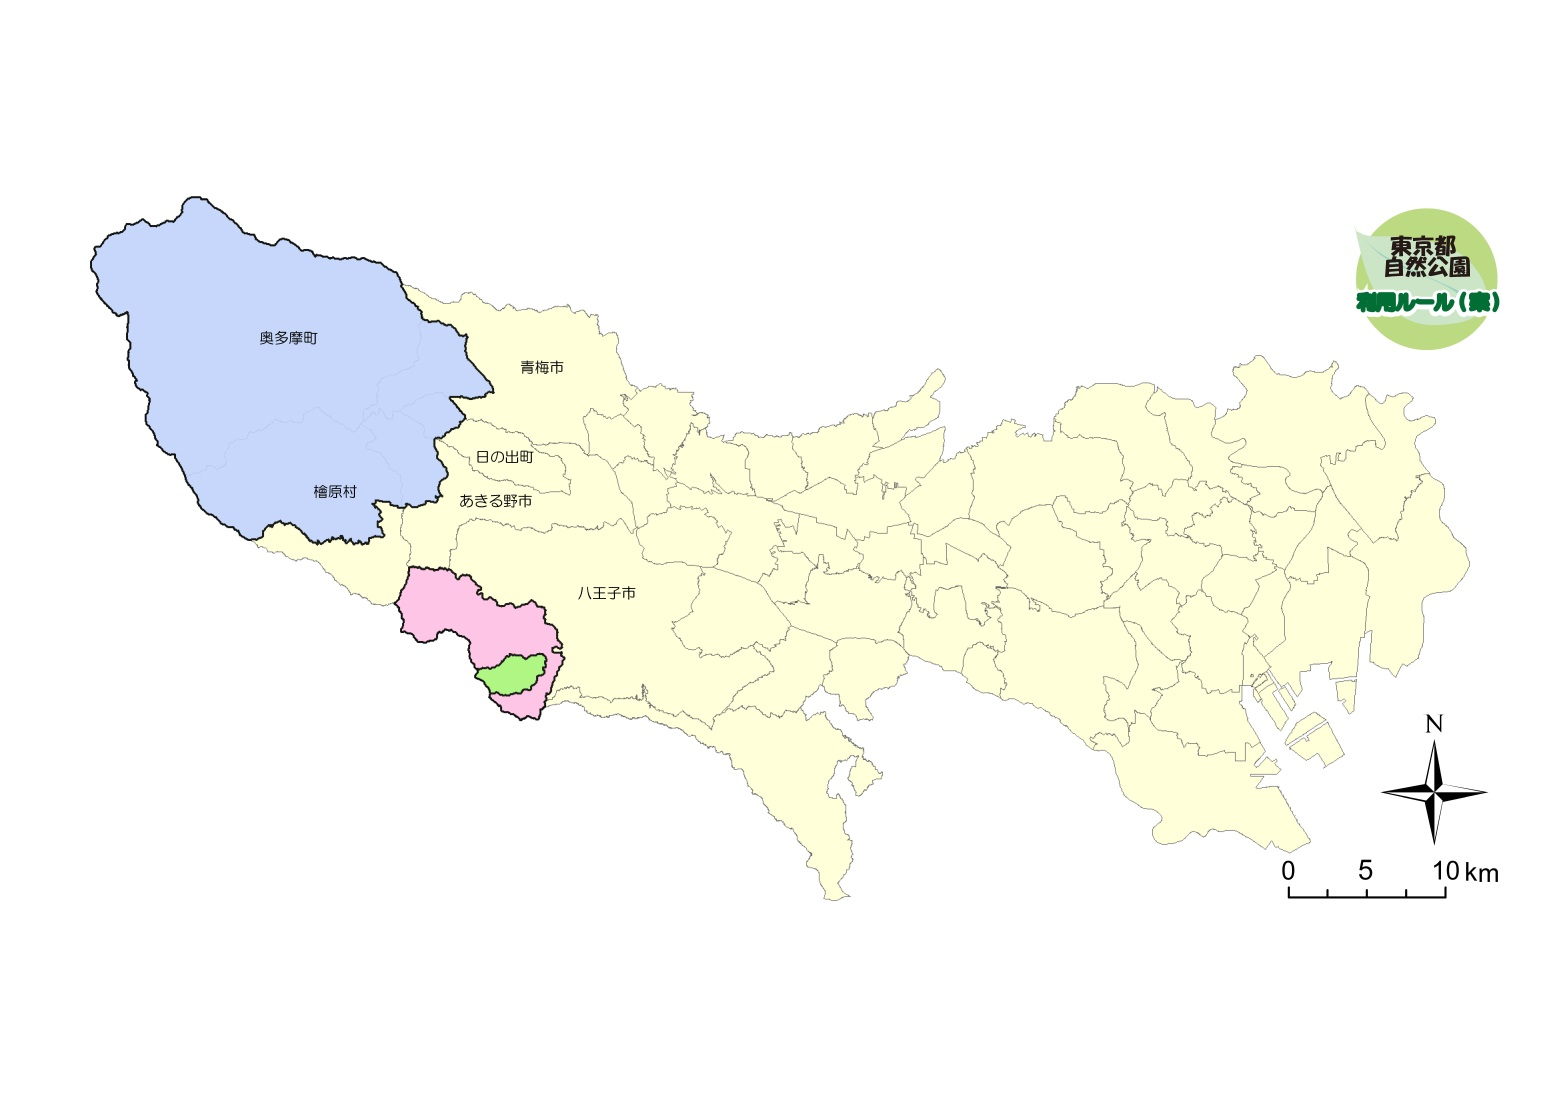 東京都
自然公園
利用ルール（案）
奥多摩町
青梅市
日の出町
檜原村
あきる野市
八王子市
N
0 5 10 km